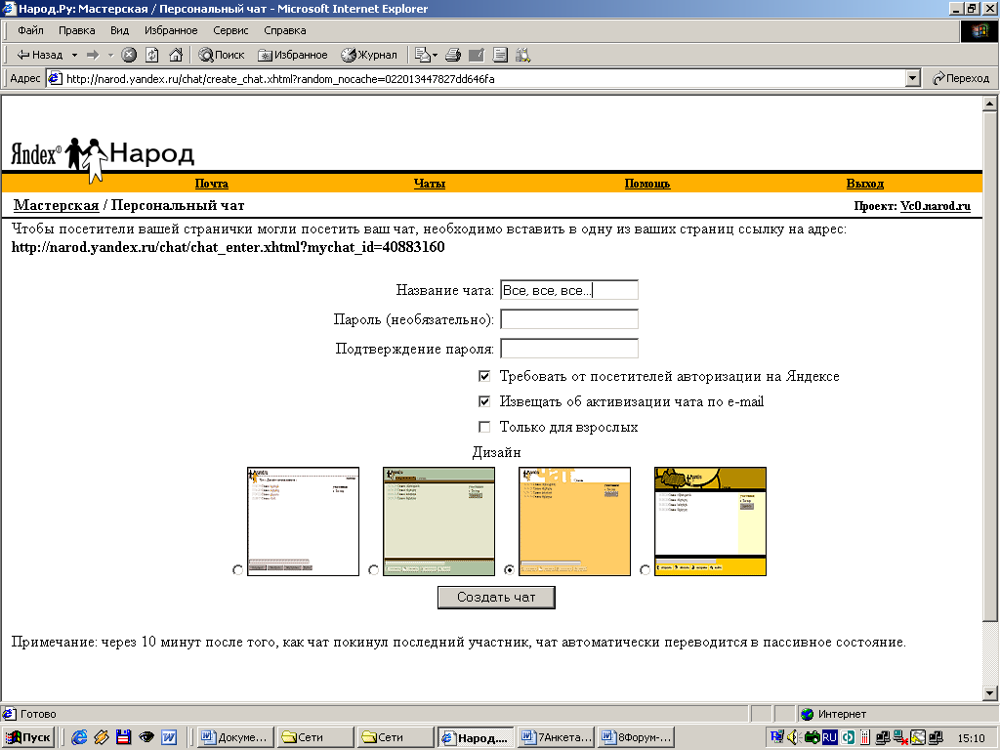 Народ.Ру: Мастерская / Персональный чат - Microsoft Internet Explorer
Файл Правка Вид Избранное Сервис Справка
Назад Поиск Избранное Журнал
Адрес http://narod.yandex.ru/chat/create_chat.xhtml?random_nocache=022013447827dd646fa Переход
Яndex® Народ
Почта Чаты Помощь Выход
Мастерская / Персональный чат Проект: Vc0.narod.ru
Чтобы посетители вашей странички могли посетить ваш чат, необходимо вставить в одну из ваших страниц ссылку на адрес:
http://narod.yandex.ru/chat/chat_enter.xhtml?mychat_id=40883160
Название чата: Все, все, все...
Пароль (необязательно):
Подтверждение пароля:
Требовать от посетителей авторизации на Яндексе
Извещать об активизации чата по e-mail
Только для взрослых
Дизайн
Создать чат
Примечание: через 10 минут после того, как чат покинул последний участник, чат автоматически переводится в пассивное состояние.
Готово Интернет
Пуск Докуме... Сети Сети Народ.... 7Анкета... 8Форум-... RU 15:10